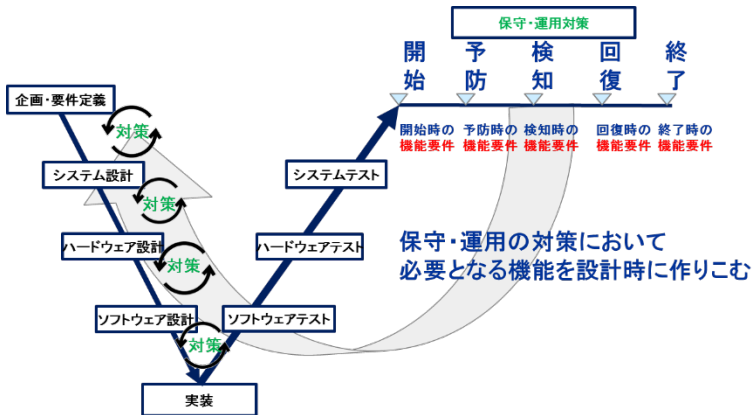 保守・運用対策
開始
予防
検知
回復
終了
開始時の 予防時の 検知時の 回復時の 終了時の
機能要件 機能要件 機能要件 機能要件 機能要件
企画・要件定義
対策
システム設計
システムテスト
対策
ハードウェア設計
ハードウェアテスト
対策
保守・運用の対策において
必要となる機能を設計時に作りこむ
ソフトウェア設計
ソフトウェアテスト
対策
実装